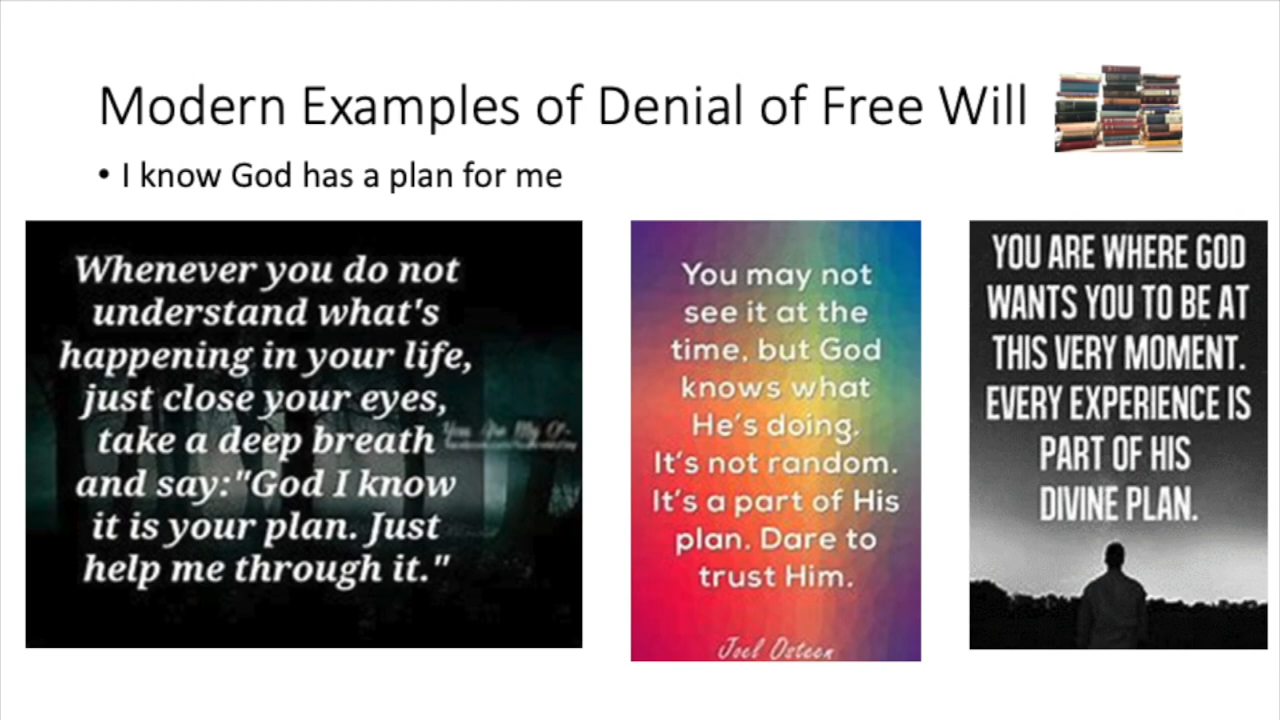 Modern Examples of Denial of Free Will
• I know God has a plan for me
Whenever you do not
understand what's
happening in your life,
just close your eyes,
take a deep breath
and say:"God I know
it is your plan. Just
help me through it."
You Are My
You may not
see it at the
time, but God
knows what
He's doing.
It's not random.
It's a part of His
plan. Dare to
trust Him.
Joel Osteen
YOU ARE WHERE GOD
WANTS YOU TO BE AT
THIS VERY MOMENT.
EVERY EXPERIENCE IS
PART OF HIS
DIVINE PLAN.